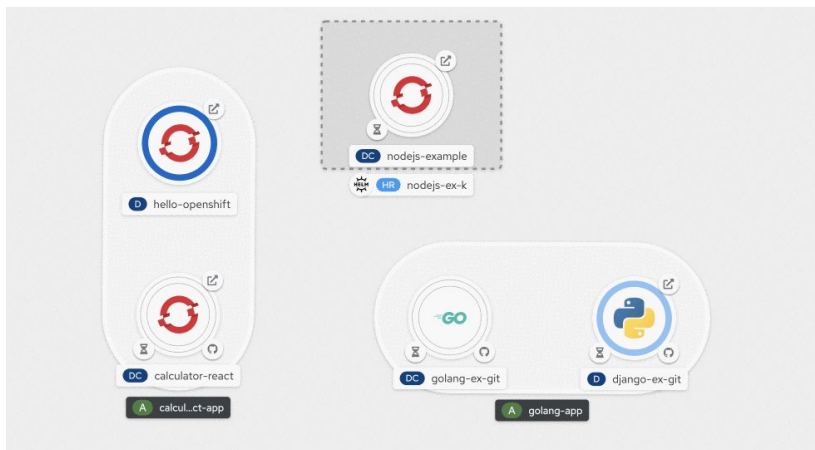 DC nodejs-example
HELM HR nodejs-ex-k
D hello-openshift
DC calculator-react
A calcul...ct-app
GO
DC golang-ex-git
D django-ex-git
A golang-app